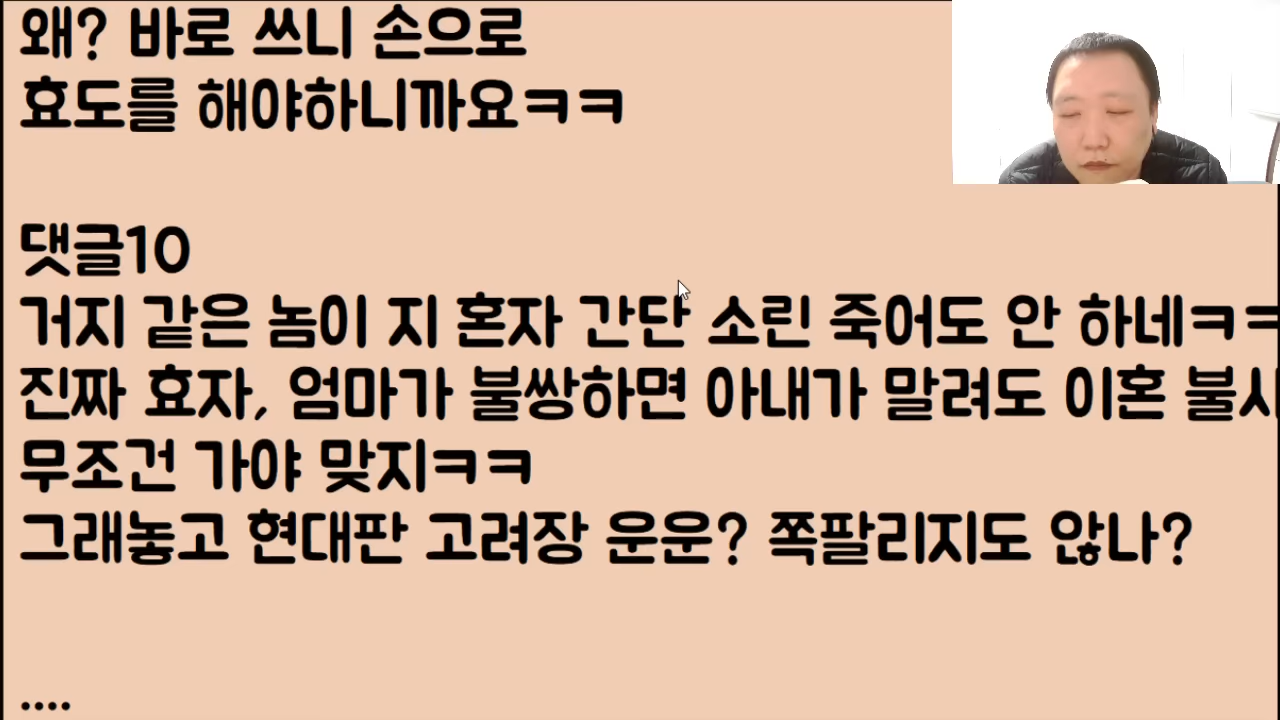 왜? 바로 쓰니 손으로
효도를 해야하니까요ㅋㅋ
댓글10
거지 같은 놈이 지 혼자 간단 소린 죽어도 안 하네ㅋㅋ
진짜 효자, 엄마가 불쌍하면 아내가 말려도 이혼
무조건 가야 맞지ㅋㅋ
그래놓고 현대판 고려장 운운? 쪽팔리지도 않나?
....